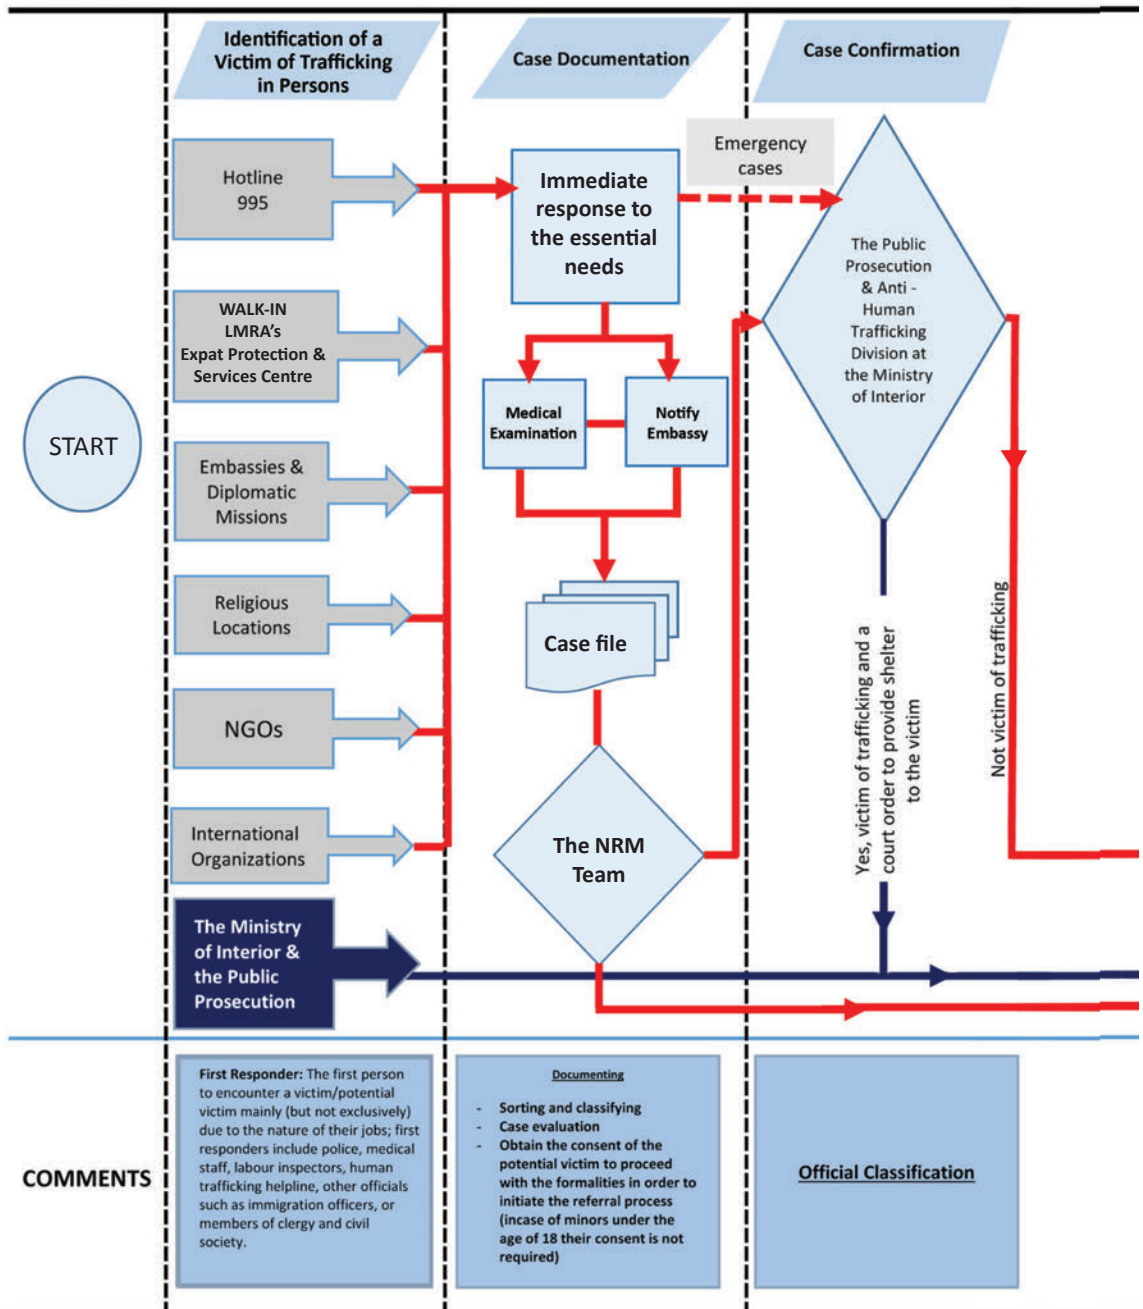 Identification of a
Victim of Trafficking
in Persons
Case Documentation
Case Confirmation
Hotline
995
WALK-IN
LMRA's
Expat Protection &
Services Centre
START
Embassies &
Diplomatic
Missions
Religious
Locations
NGOs
International
Organizations
The Ministry
of Interior &
the Public
Prosecution
Immediate
response to
the essential
needs
Emergency
cases
Medical
Examination
Notify
Embassy
Case file
The NRM
Team
The Public
Prosecution
& Anti -
Human
Trafficking
Division at
the Ministry
of Interior
Yes, victim of trafficking and a
court order to provide shelter
to the victim
Not victim of trafficking
COMMENTS
First Responder: The first person
to encounter a victim/potential
victim mainly (but not exclusively)
due to the nature of their jobs; first
responders include police, medical
staff, labour inspectors, human
trafficking helpline, other officials
such as immigration officers, or
members of clergy and civil
society.
Documenting
- Sorting and classifying
- Case evaluation
- Obtain the consent of the
potential victim to proceed
with the formalities in order to
initiate the referral process
(incase of minors under the
age of 18 their consent is not
required)
Official Classification